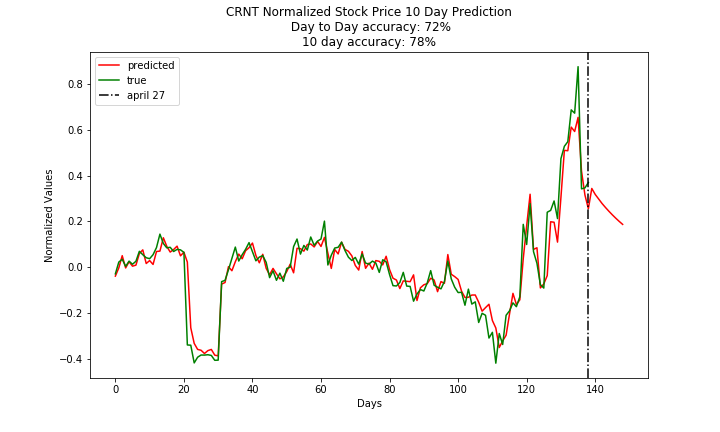 CRNT Normalized Stock Price 10 Day Prediction
Day to Day accuracy: 72%
10 day accuracy: 78%
predicted
true
april 27
Normalized Values
0.8
0.6
0.4
0.2
0.0
−0.2
−0.4
0
20
40
60
80
100
120
140
Days